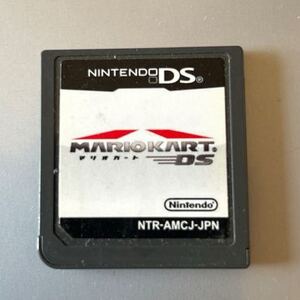 NINTENDO DS®
MARIOKART®
マリオカート DS
Nintendo®
NTR-AMCJ-JPN